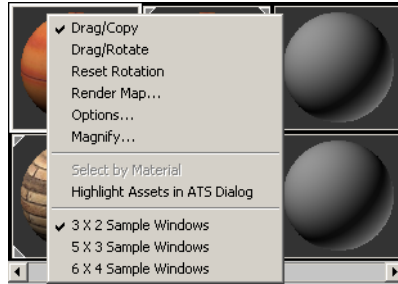 Drag/Copy
Drag/Rotate
Reset Rotation
Render Map...
Options...
Magnify...
Select by Material
Highlight Assets in ATS Dialog
3 X 2 Sample Windows
5 X 3 Sample Windows
6 X 4 Sample Windows